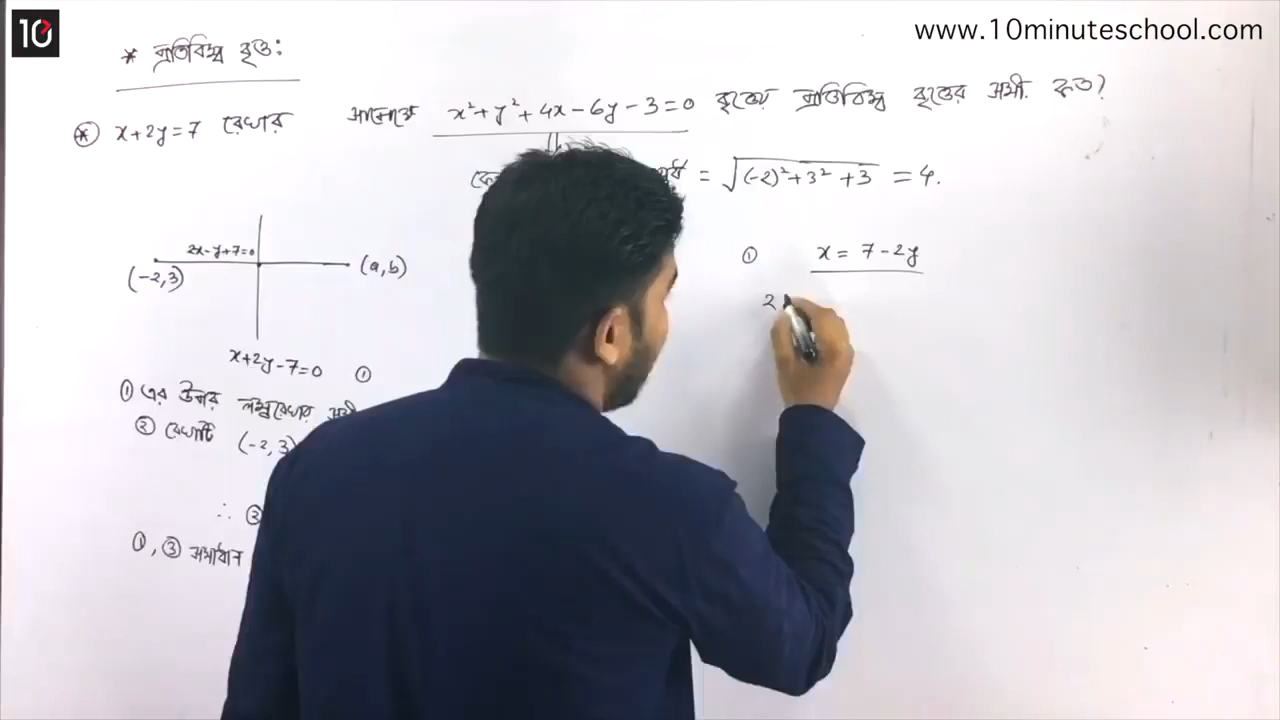 10
www.10minuteschool.com
* প্রতিবিম্ব বৃত্ত:
* x+2y=7 রেখার সাপেক্ষে x²+y²+4x-6y-3=0 বৃত্তের প্রতিবিম্ব বৃত্তের সমী. কত?
= √(-2)²+3²+3 = 4.
2x-y+7=0
(-2,3)
(a,b)
x+2y-7=0 ①
① এর উপর লম্বরেখার সমী
② রেখাটি (-2,3)
∴ ②
①, ③ সমাধান
① x = 7-2y
2